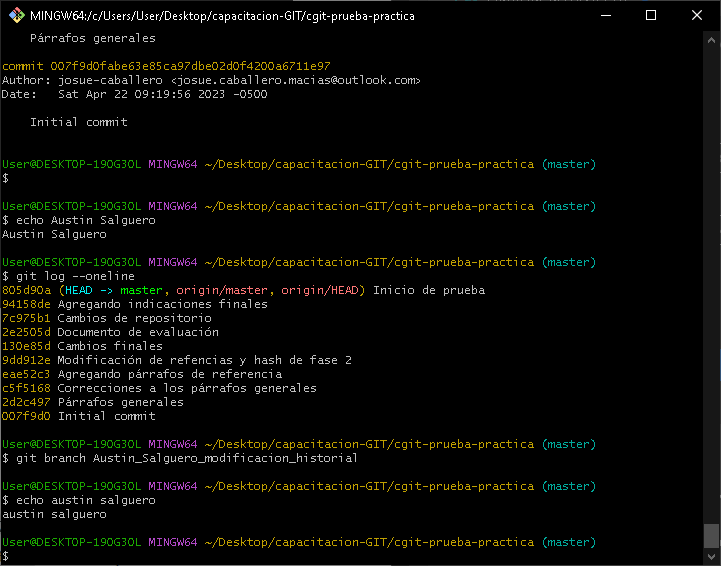 MINGW64:/c/Users/User/Desktop/capacitacion-GIT/cgit-prueba-practica
Párrafos generales
commit 007f9d0fabe63e85ca97dbe02d0f4200a6711e97
Author: josue-caballero <josue.caballero.macias@outlook.com>
Date:   Sat Apr 22 09:19:56 2023 -0500
Initial commit
User@DESKTOP-190G30L MINGW64 ~/Desktop/capacitacion-GIT/cgit-prueba-practica (master)
$
User@DESKTOP-190G30L MINGW64 ~/Desktop/capacitacion-GIT/cgit-prueba-practica (master)
$ echo Austin Salguero
Austin Salguero
User@DESKTOP-190G30L MINGW64 ~/Desktop/capacitacion-GIT/cgit-prueba-practica (master)
$ git log --oneline
805d90a (HEAD -> master, origin/master, origin/HEAD) Inicio de prueba
94158de Agregando indicaciones finales
7c975b1 Cambios de repositorio
2e2505d Documento de evaluación
130e85d Cambios finales
9dd912e Modificación de refencias y hash de fase 2
eae52c3 Agregando párrafos de referencia
c5f5168 Correcciones a los párrafos generales
2d2c497 Párrafos generales
007f9d0 Initial commit
User@DESKTOP-190G30L MINGW64 ~/Desktop/capacitacion-GIT/cgit-prueba-practica (master)
$ git branch Austin_Salguero_modificacion_historial
User@DESKTOP-190G30L MINGW64 ~/Desktop/capacitacion-GIT/cgit-prueba-practica (master)
$ echo austin salguero
austin salguero
User@DESKTOP-190G30L MINGW64 ~/Desktop/capacitacion-GIT/cgit-prueba-practica (master)
$